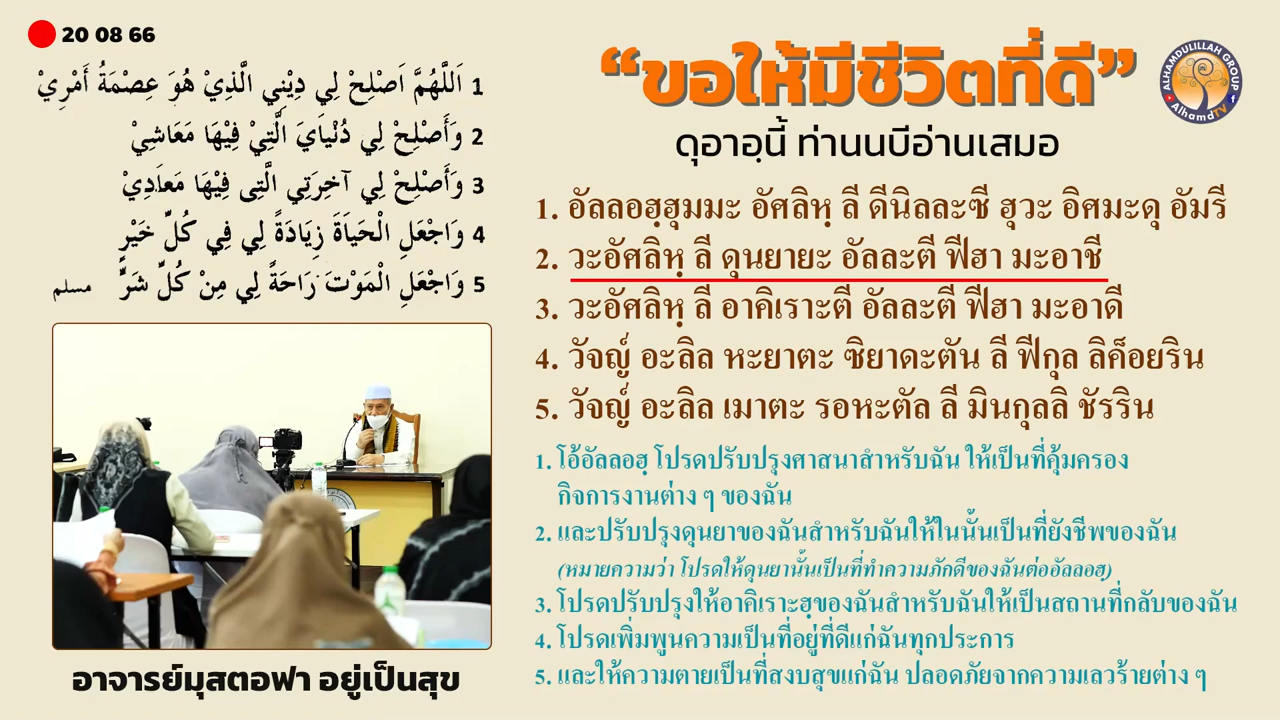 20 08 66
1 اَللَّهُمَّ اَصْلِحْ لِي دِيْنِي الَّذِيْ هُوَ عِصْمَةُ أَمْرِيْ
2 وَأَصْلِحْ لِي دُنْيَايَ الَّتِيْ فِيْهَا مَعَاشِيْ
3 وَأَصْلِحْ لِي آخِرَتِي الَّتِى فِيْهَا مَعَادِيْ
4 وَاجْعَلِ الْحَيَاةَ زِيَادَةً لِي فِي كُلِّ خَيْرٍ
5 وَاجْعَلِ الْمَوْتَ رَاحَةً لِي مِنْ كُلِّ شَرٍّ مسلم
อาจารย์มุสตอฟา อยู่เป็นสุข
“ขอให้มีชีวิตที่ดี”
ALHAMDULILLAH GROUP
AlhamdTV
ดุอาอฺนี้ ท่านนบีอ่านเสมอ
1. อัลลอฮฺฮุมมะ อัศลิหฺ ลี ดีนิลละซี ฮุวะ อิศมะดุ อัมรี
2. วะอัศลิหฺ ลี ดุนยายะ อัลละตี ฟีฮา มะอาชี
3. วะอัศลิหฺ ลี อาคิเราะตี อัลละตี ฟีฮา มะอาดี
4. วัจญ์ อะลิล หะยาตะ ซิยาดะตัน ลี ฟีกุล ลิค็อยริน
5. วัจญ์ อะลิล เมาตะ รอหะตัล ลี มินกุลลิ ชัรริน
1. โอ้อัลลอฮฺ โปรดปรับปรุงศาสนาสำหรับฉัน ให้เป็นที่คุ้มครอง
กิจการงานต่าง ๆ ของฉัน
2. และปรับปรุงดุนยาของฉันสำหรับฉันให้ในนั้นเป็นที่ยังชีพของฉัน
(หมายความว่า โปรดให้ดุนยานั้นเป็นที่ทำความภักดีของฉันต่ออัลลอฮฺ)
3. โปรดปรับปรุงให้อาคิเราะฮฺของฉันสำหรับฉันให้เป็นสถานที่กลับของฉัน
4. โปรดเพิ่มพูนความเป็นที่อยู่ที่ดีแก่ฉันทุกประการ
5. และให้ความตายเป็นที่สงบสุขแก่ฉัน ปลอดภัยจากความเลวร้ายต่าง ๆ